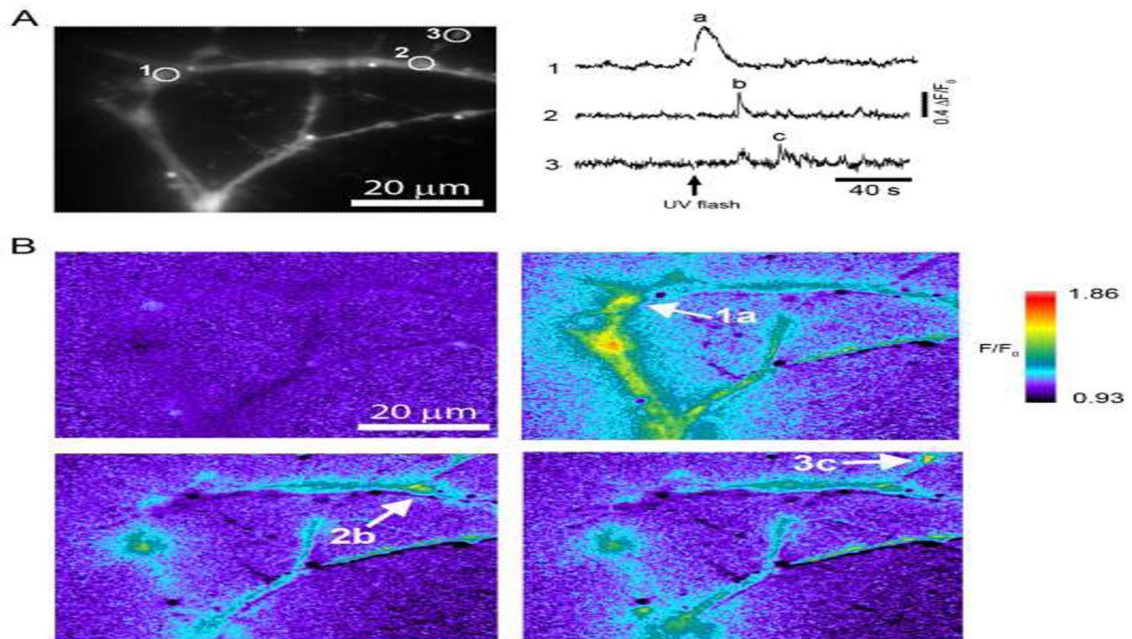 A
1
2
3
20 μm
a
1
b
2
c
3
0.4 ΔF/F₀
40 s
UV flash
B
20 μm
1a
2b
3c
1.86
F/F₀
0.93